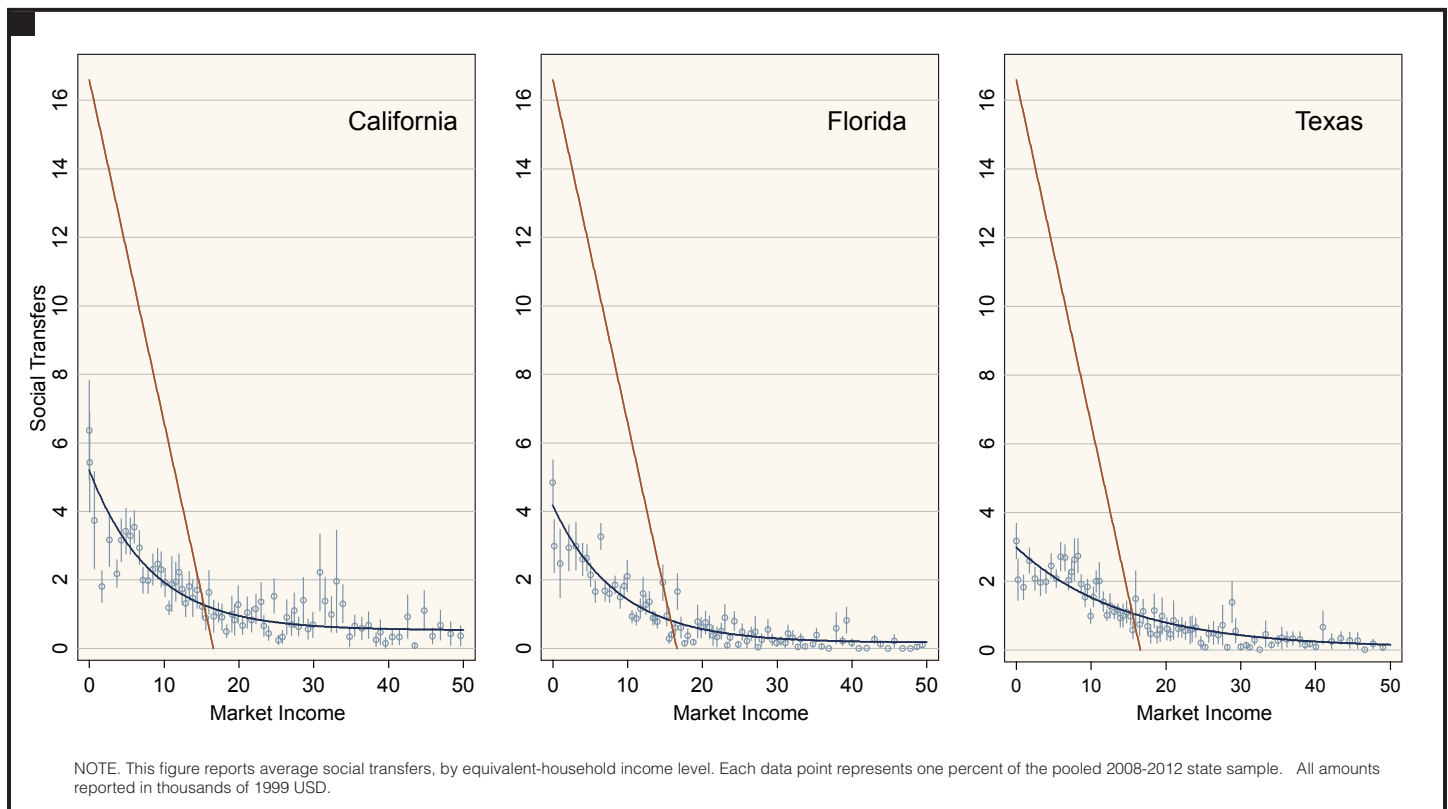 California
Florida
Texas
Social Transfers
16
14
12
10
8
6
4
2
0
0 10 20 30 40 50
Market Income
16
14
12
10
8
6
4
2
0
0 10 20 30 40 50
Market Income
16
14
12
10
8
6
4
2
0
0 10 20 30 40 50
Market Income
NOTE. This figure reports average social transfers, by equivalent-household income level. Each data point represents one percent of the pooled 2008-2012 state sample. All amounts
reported in thousands of 1999 USD.